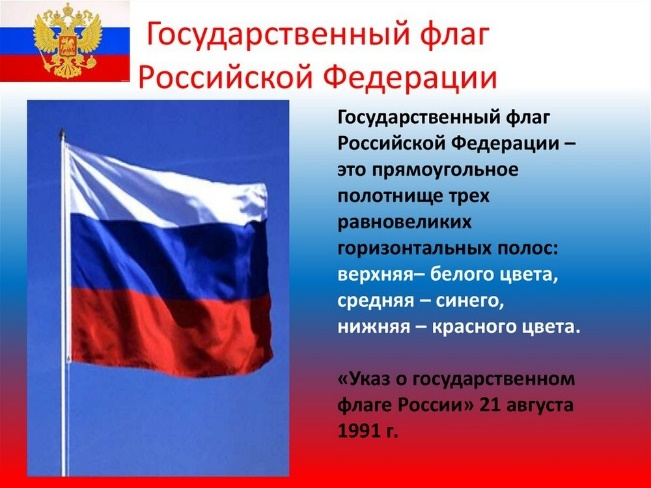 Государственный флаг
Российской Федерации
Государственный флаг
Российской Федерации –
это прямоугольное
полотнище трех
равновеликих
горизонтальных полос:
верхняя– белого цвета,
средняя – синего,
нижняя – красного цвета.
«Указ о государственном
флаге России» 21 августа
1991 г.